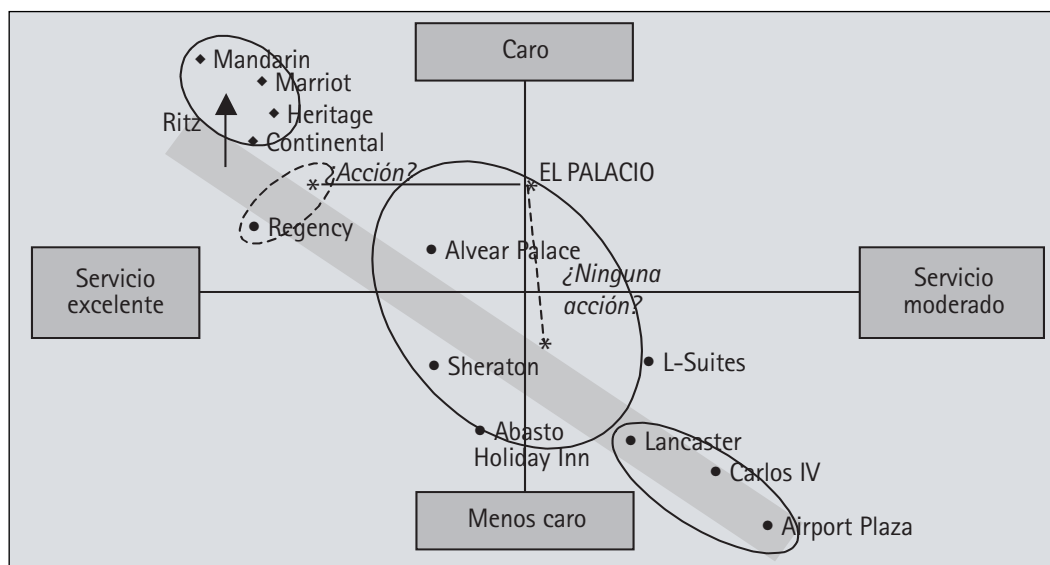 Caro
Mandarin
Marriot
Heritage
Ritz
Continental
¿Acción?
EL PALACIO
Regency
Alvear Palace
Servicio
excelente
¿Ninguna
acción?
Servicio
moderado
Sheraton
L-Suites
Abasto
Holiday Inn
Lancaster
Carlos IV
Menos caro
Airport Plaza